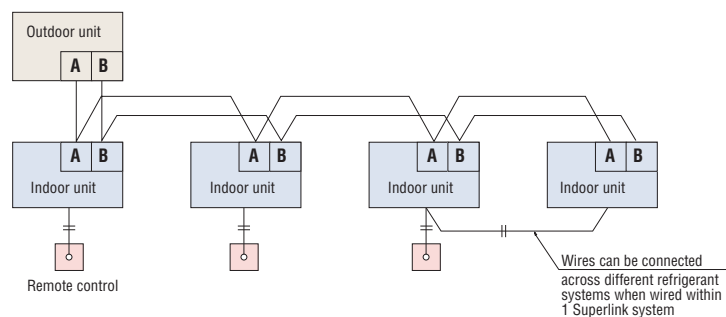 Outdoor unit
A B
A B
Indoor unit
A B
Indoor unit
A B
Indoor unit
A B
Indoor unit
Remote control
Wires can be connected
across different refrigerant
systems when wired within
1 Superlink system